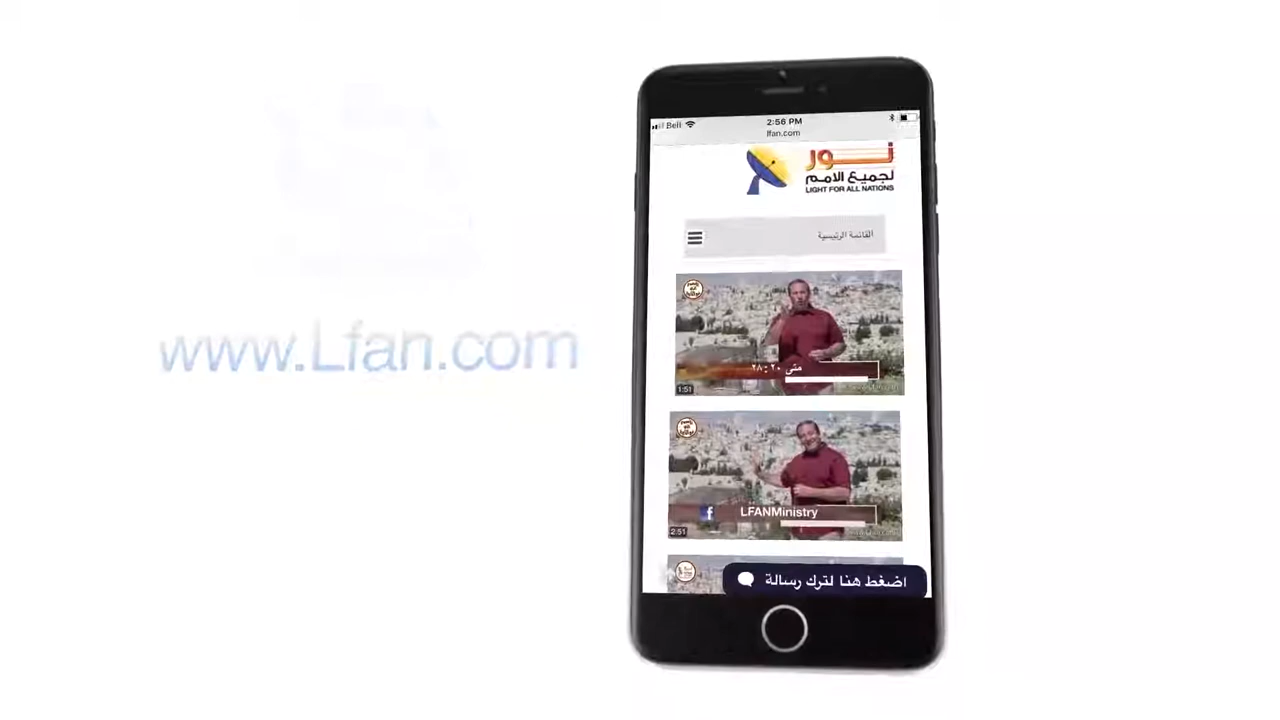 www.Lfan.com
Bell
2:56 PM
lfan.com
نور
لجميع الامم
LIGHT FOR ALL NATIONS
القائمة الرئيسية
متى ٢٠ : ٢٨
1:51
LFANMinistry
2:51
اضغط هنا لترك رسالة